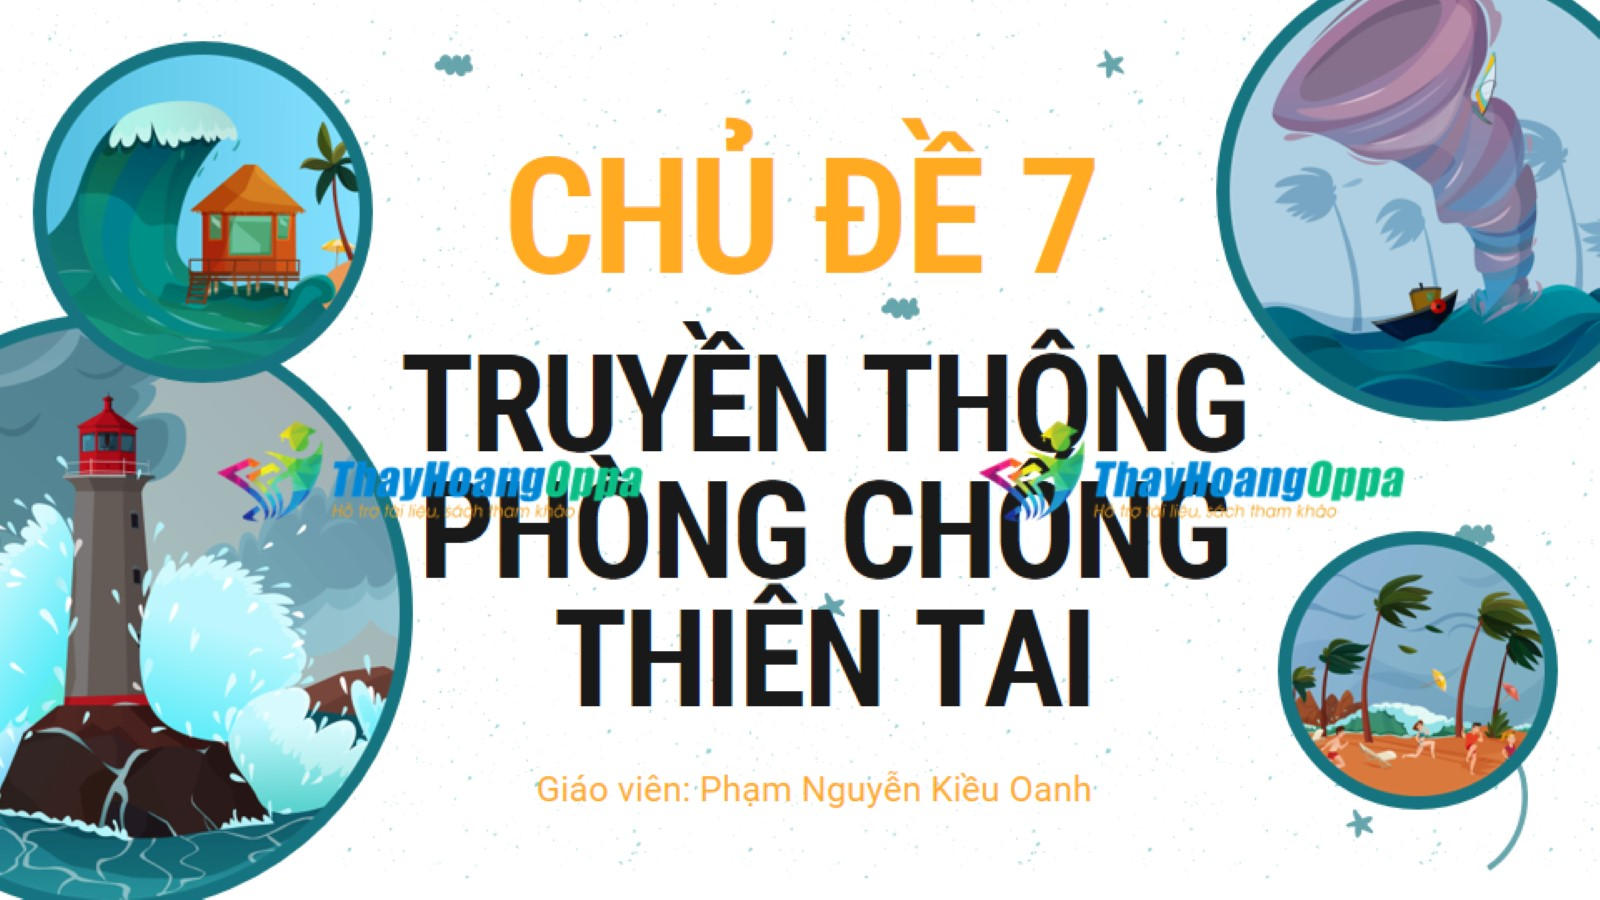 CHỦ ĐỀ 7
TRUYỀN THÔNG
PHÒNG CHỐNG
THIÊN TAI
ThayHoangOppa
Hỗ trợ tài liệu, sách tham khảo
ThayHoangOppa
Hỗ trợ tài liệu, sách tham khảo
Giáo viên: Phạm Nguyễn Kiều Oanh